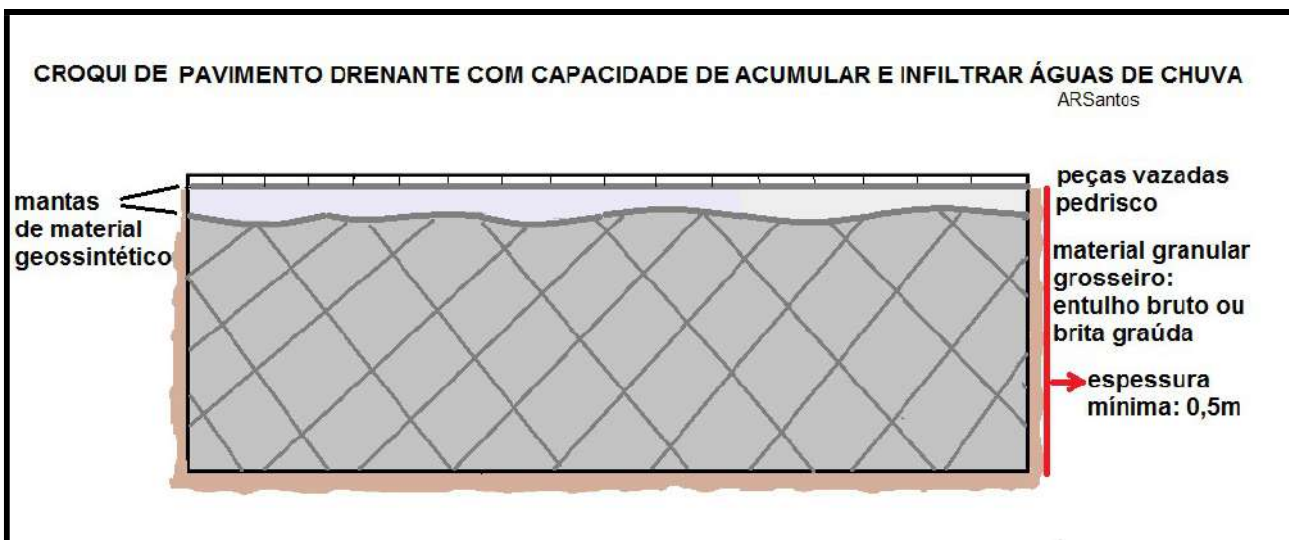 CROQUI DE PAVIMENTO DRENANTE COM CAPACIDADE DE ACUMULAR E INFILTRAR ÁGUAS DE CHUVA
ARSantos
mantas
de material
geossintético
peças vazadas
pedrisco
material granular
grosseiro:
entulho bruto ou
brita graúda
espessura
mínima: 0,5m